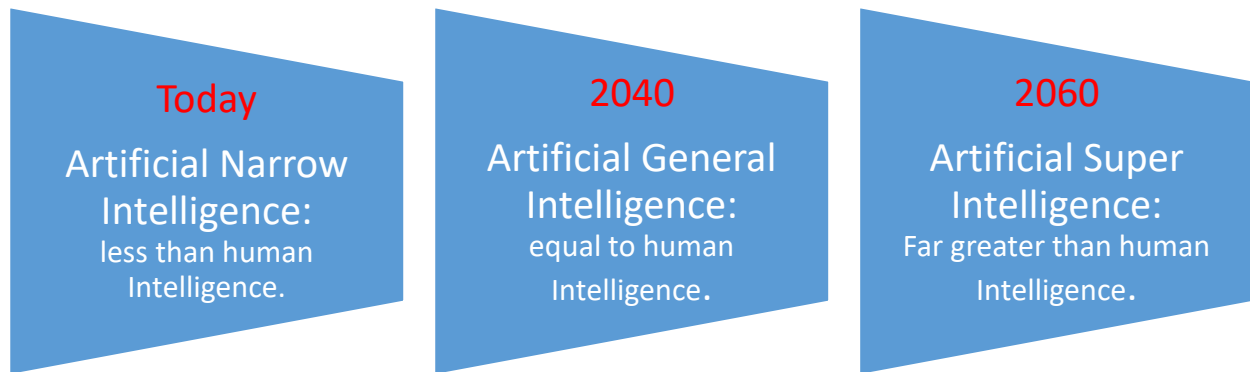 Today
Artificial Narrow
Intelligence:
less than human
Intelligence.
2040
Artificial General
Intelligence:
equal to human
Intelligence.
2060
Artificial Super
Intelligence:
Far greater than human
Intelligence.